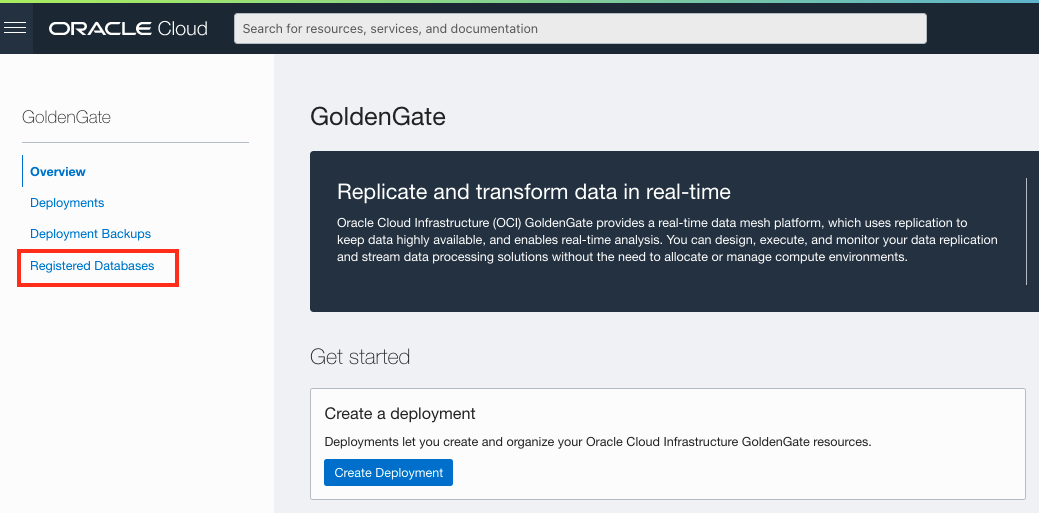 ORACLE Cloud
Search for resources, services, and documentation
GoldenGate
Overview
Deployments
Deployment Backups
Registered Databases
GoldenGate
Replicate and transform data in real-time
Oracle Cloud Infrastructure (OCI) GoldenGate provides a real-time data mesh platform, which uses replication to
keep data highly available, and enables real-time analysis. You can design, execute, and monitor your data replication
and stream data processing solutions without the need to allocate or manage compute environments.
Get started
Create a deployment
Deployments let you create and organize your Oracle Cloud Infrastructure GoldenGate resources.
Create Deployment